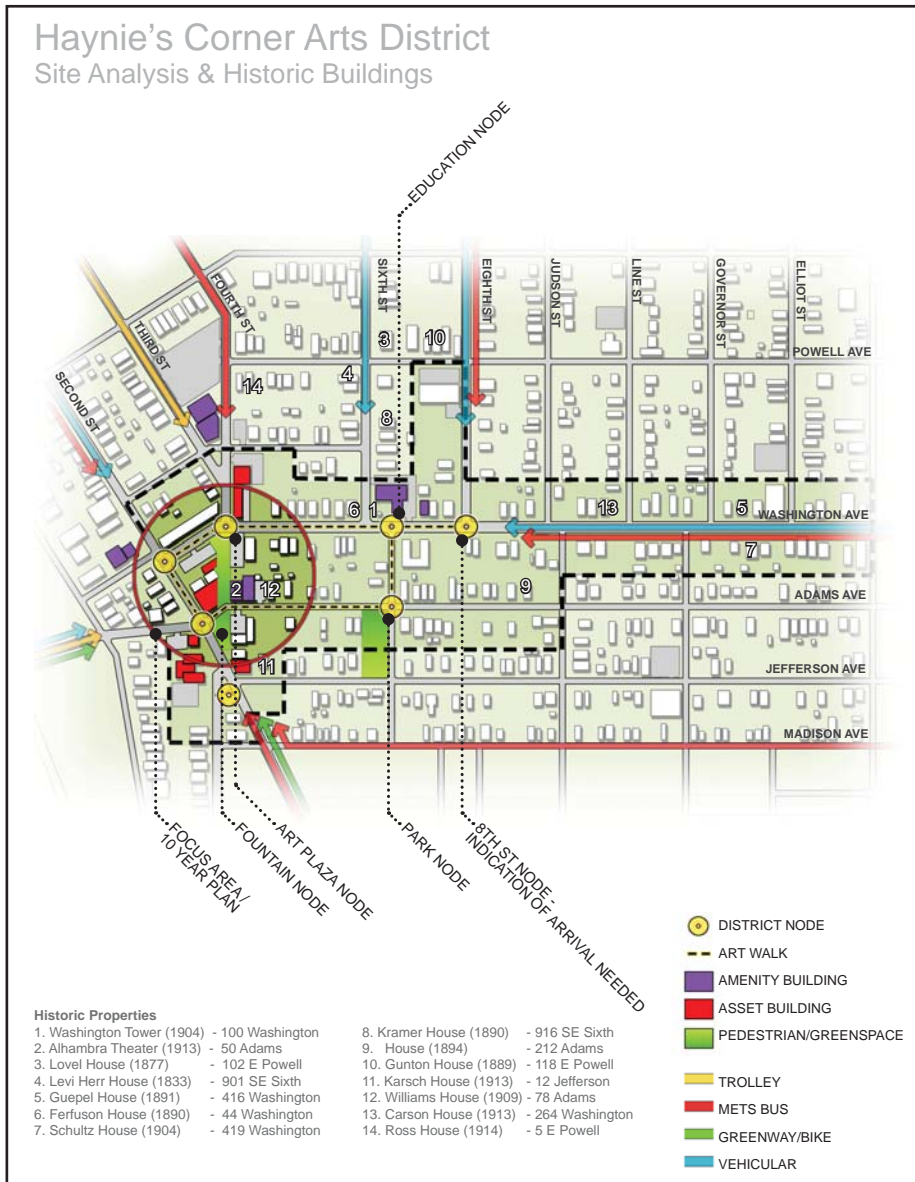 Haynie's Corner Arts District
Site Analysis & Historic Buildings
EDUCATION NODE
SECOND ST
THIRD ST
FOURTH ST
SIXTH ST
EIGHTH ST
JUDSON ST
LINE ST
GOVERNOR ST
ELLIOT ST
3
10
POWELL AVE
4
14
8
6
1
13
5
WASHINGTON AVE
7
2
12
9
ADAMS AVE
11
JEFFERSON AVE
MADISON AVE
FOCUS AREA /
10 YEAR PLAN
FOUNTAIN NODE
ART PLAZA NODE
PARK NODE
8TH ST NODE -
INDICATION OF ARRIVAL NEEDED
DISTRICT NODE
ART WALK
AMENITY BUILDING
ASSET BUILDING
PEDESTRIAN/GREENSPACE
TROLLEY
METS BUS
GREENWAY/BIKE
VEHICULAR
Historic Properties
1. Washington Tower (1904) - 100 Washington
2. Alhambra Theater (1913) - 50 Adams
3. Lovel House (1877) - 102 E Powell
4. Levi Herr House (1833) - 901 SE Sixth
5. Guepel House (1891) - 416 Washington
6. Ferfuson House (1890) - 44 Washington
7. Schultz House (1904) - 419 Washington
8. Kramer House (1890) - 916 SE Sixth
9. House (1894) - 212 Adams
10. Gunton House (1889) - 118 E Powell
11. Karsch House (1913) - 12 Jefferson
12. Williams House (1909) - 78 Adams
13. Carson House (1913) - 264 Washington
14. Ross House (1914) - 5 E Powell